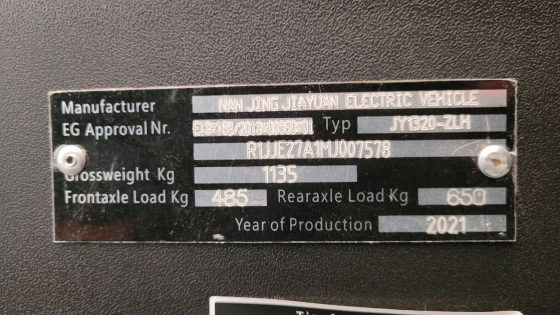 Manufacturer NAN JING JIAYUAN ELECTRIC VEHICLE
EG Approval Nr. Typ JY1320-ZLH
R1JJE27A1MJ007578
Grossweight Kg 1135
Frontaxle Load Kg 485 Rearaxle Load Kg 650
Year of Production 2021